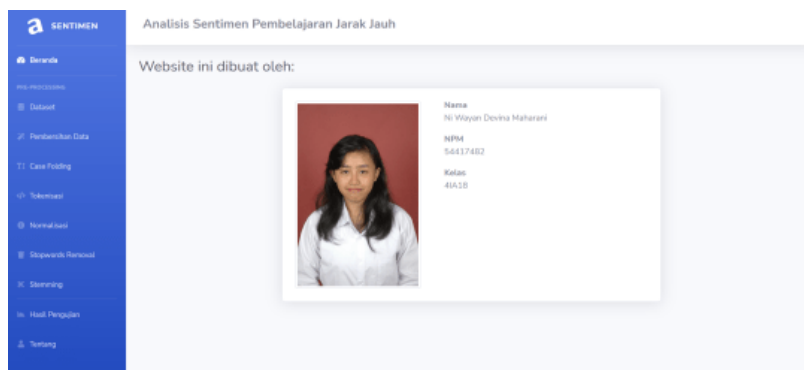 SENTIMEN
Analisis Sentimen Pembelajaran Jarak Jauh
Beranda
Website ini dibuat oleh:
PRE-PROCESSING
Dataset
Pembersihan Data
Case Folding
Tokenisasi
Normalisasi
Stopwords Removal
Stemming
Hasil Pengujian
Tentang
Nama
Ni Wayan Devina Maharani
NPM
54417482
Kelas
4IA18